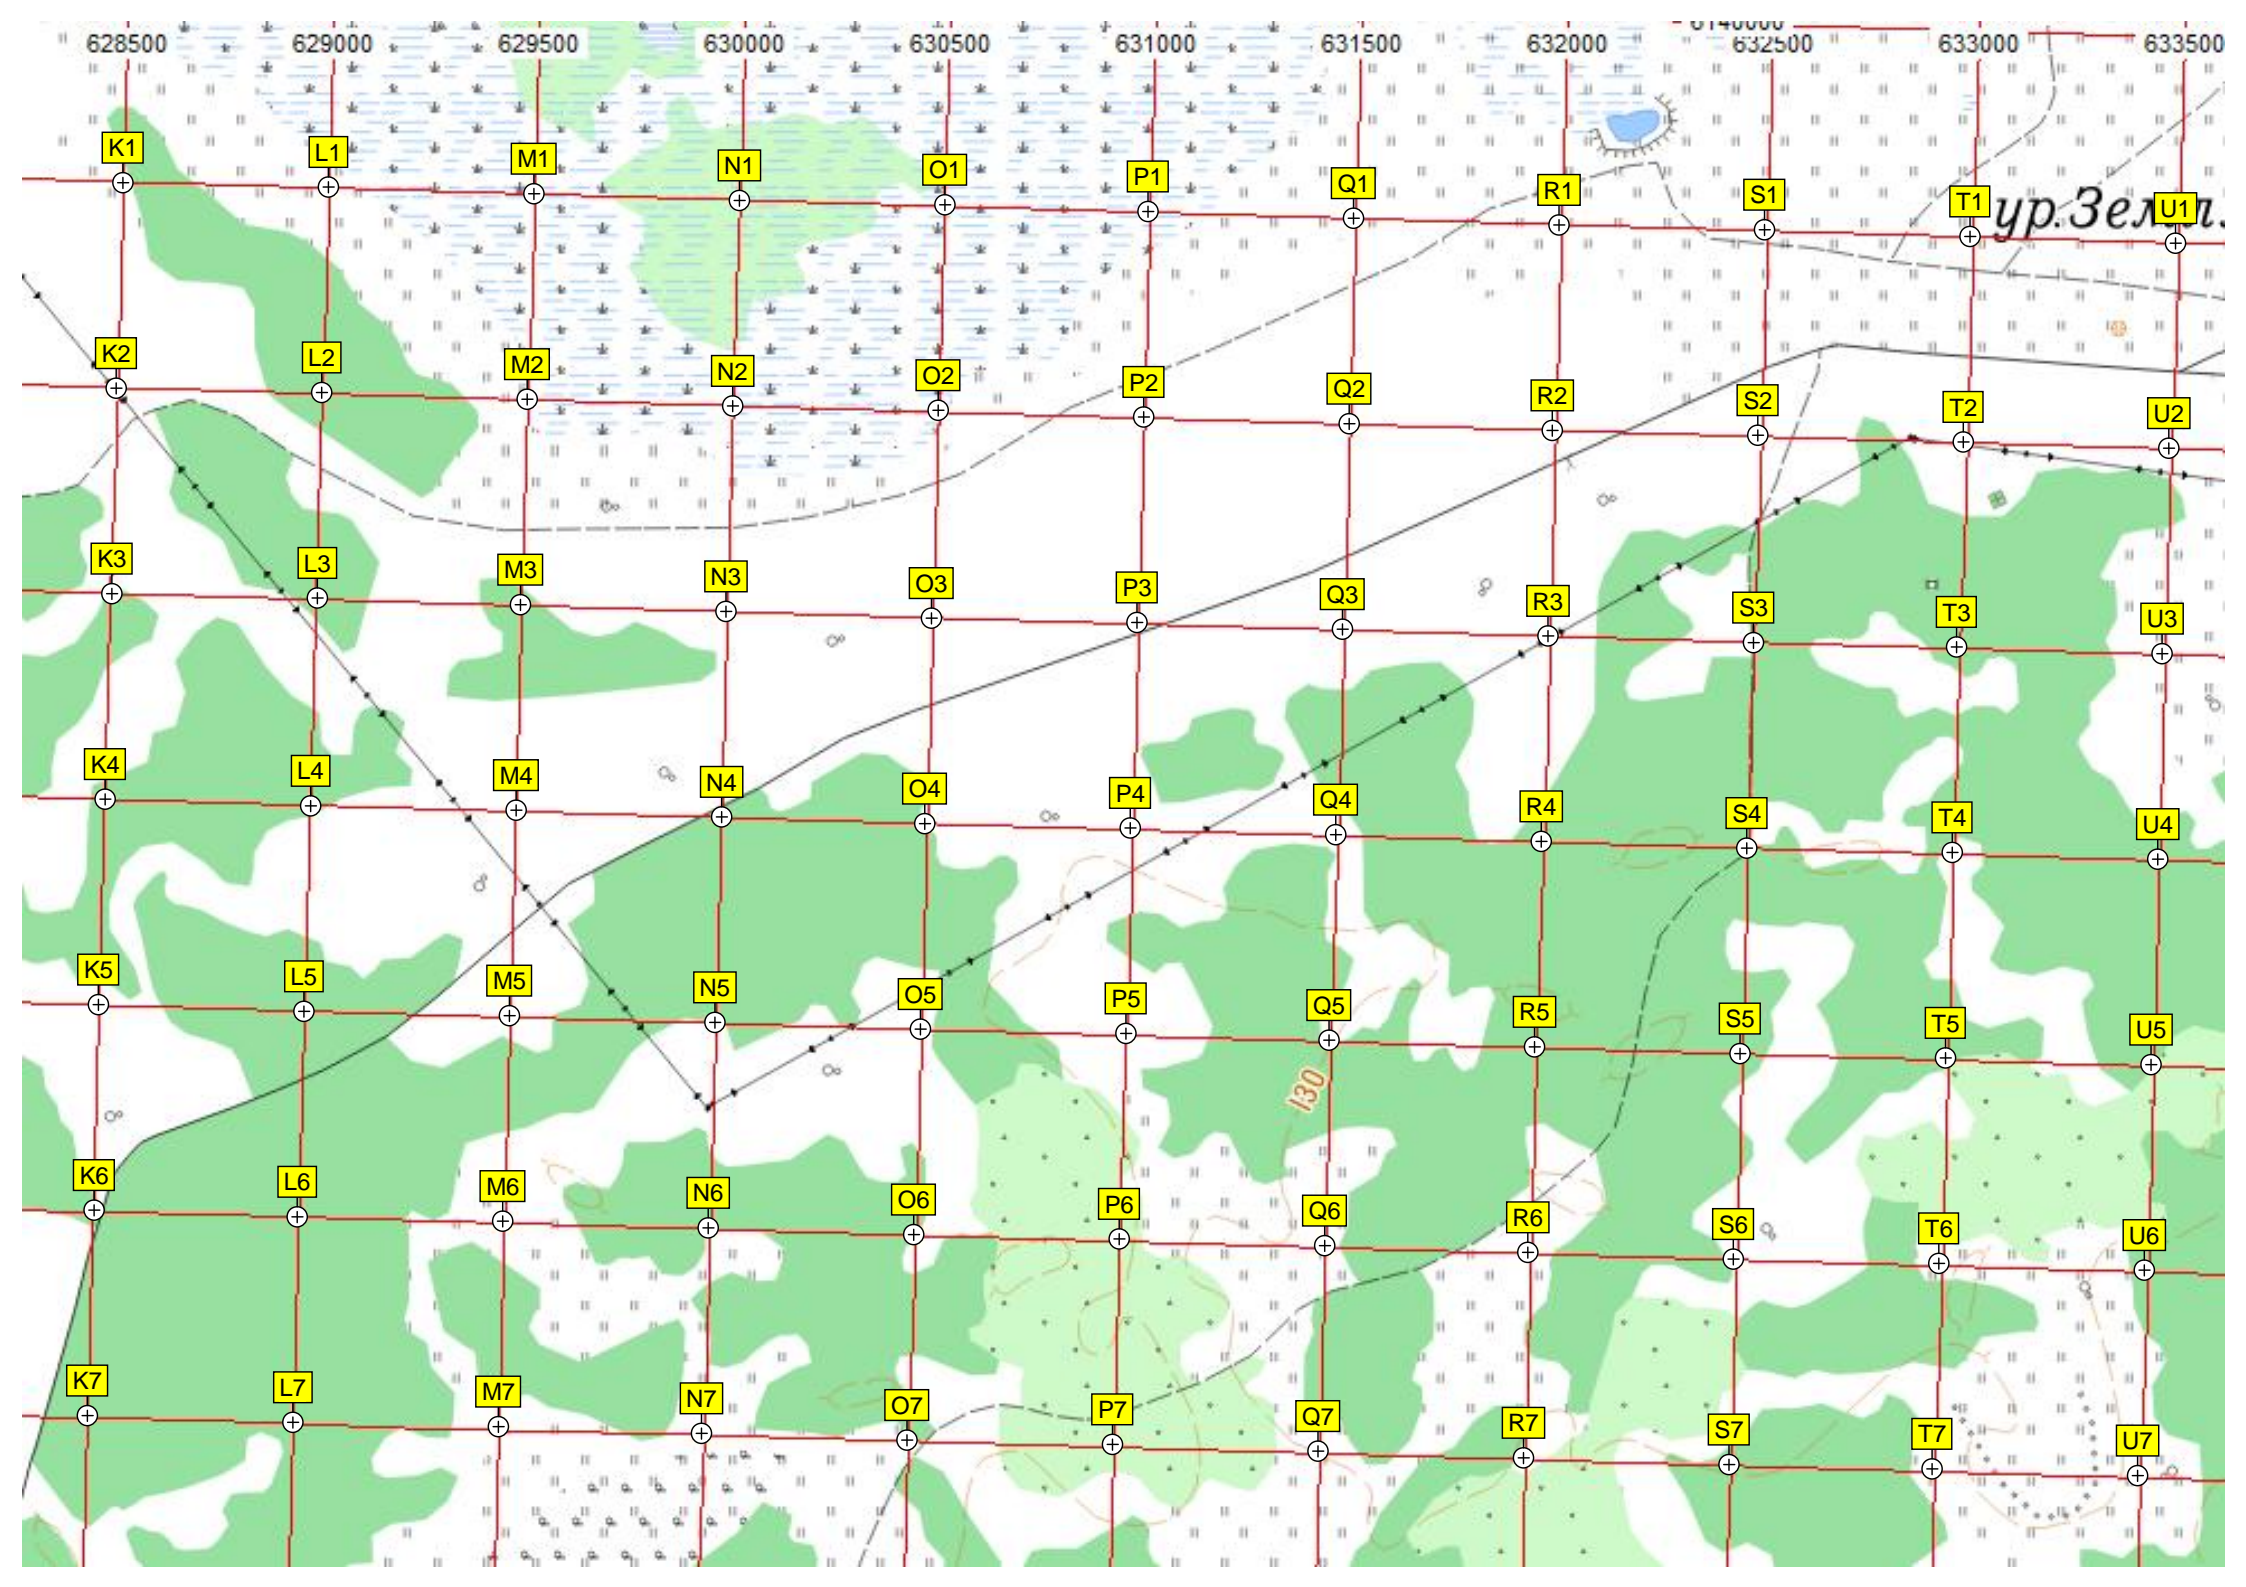 6140000
628500 629000 629500 630000 630500 631000 631500 632000 632500 633000 633500
K1 L1 M1 N1 O1 P1 Q1 R1 S1 T1 U1
ур.Земл.
K2 L2 M2 N2 O2 P2 Q2 R2 S2 T2 U2
K3 L3 M3 N3 O3 P3 Q3 R3 S3 T3 U3
K4 L4 M4 N4 O4 P4 Q4 R4 S4 T4 U4
K5 L5 M5 N5 O5 P5 Q5 R5 S5 T5 U5
130
K6 L6 M6 N6 O6 P6 Q6 R6 S6 T6 U6
K7 L7 M7 N7 O7 P7 Q7 R7 S7 T7 U7